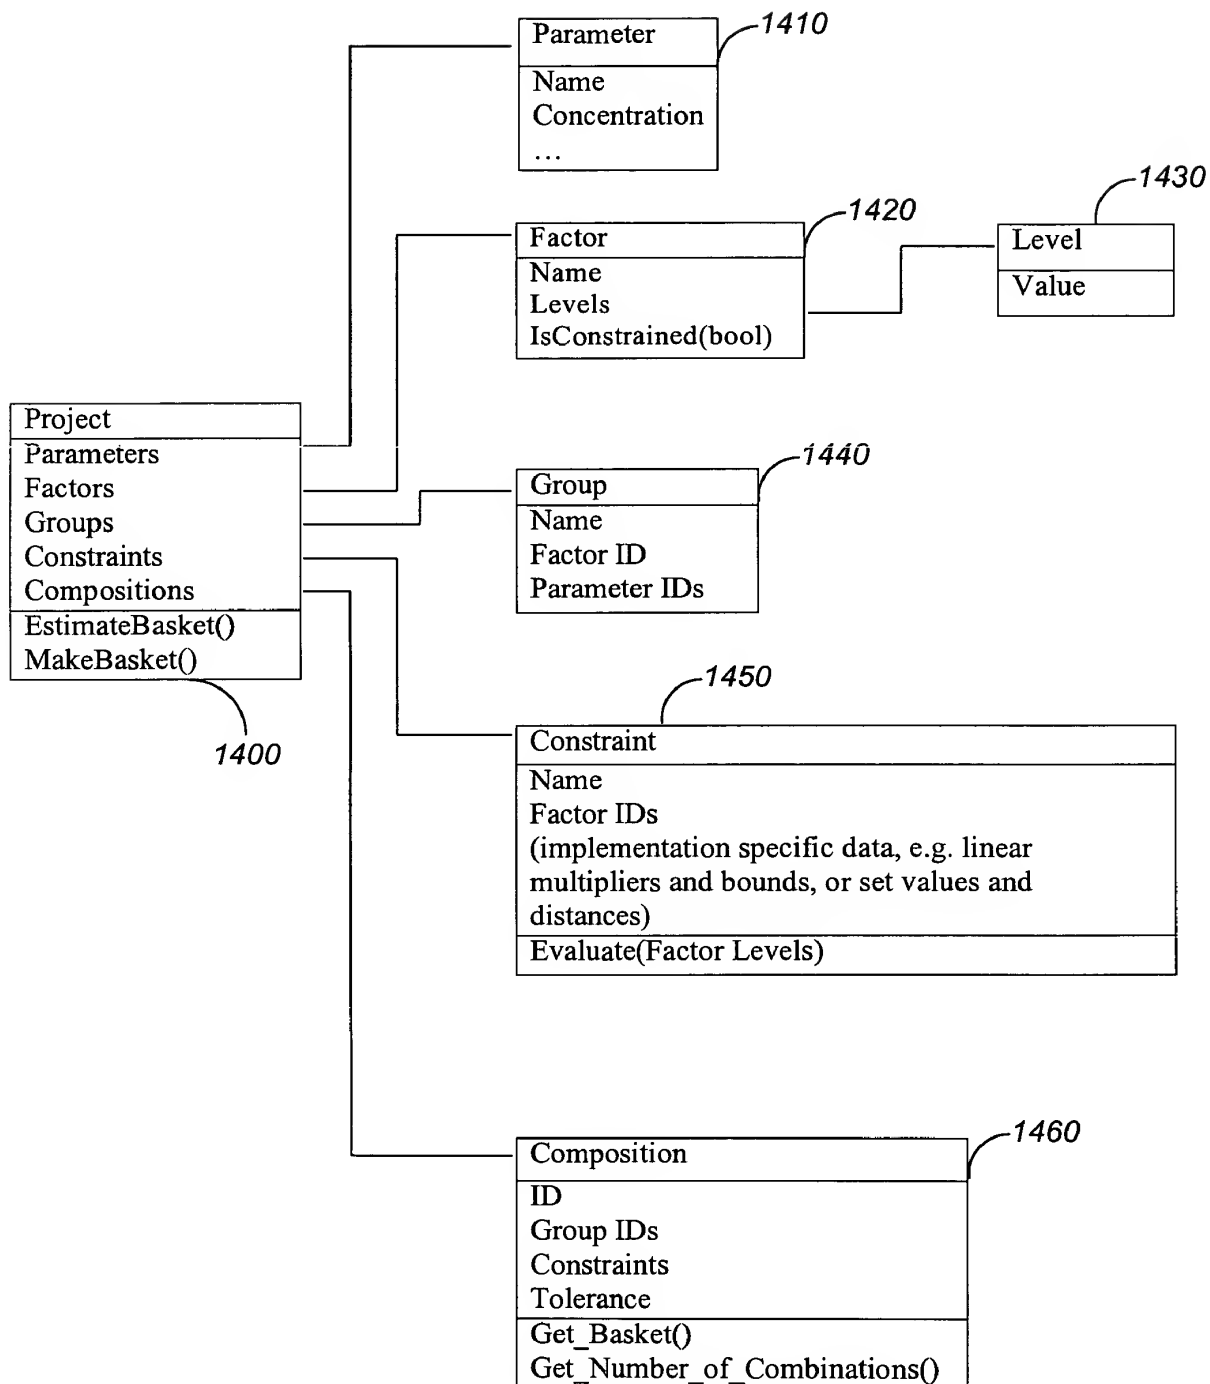 Parameter
1410
Name
Concentration
...
1430
1420
Factor
Level
Name
Value
Levels
IsConstrained(bool)
Project
Parameters
Factors
Groups
Constraints
Compositions
EstimateBasket()
MakeBasket()
1400
1440
Group
Name
Factor ID
Parameter IDs
1450
Constraint
Name
Factor IDs
(implementation specific data, e.g. linear
multipliers and bounds, or set values and
distances)
Evaluate(Factor Levels)
1460
Composition
ID
Group IDs
Constraints
Tolerance
Get_Basket()
Get_Number_of_Combinations()